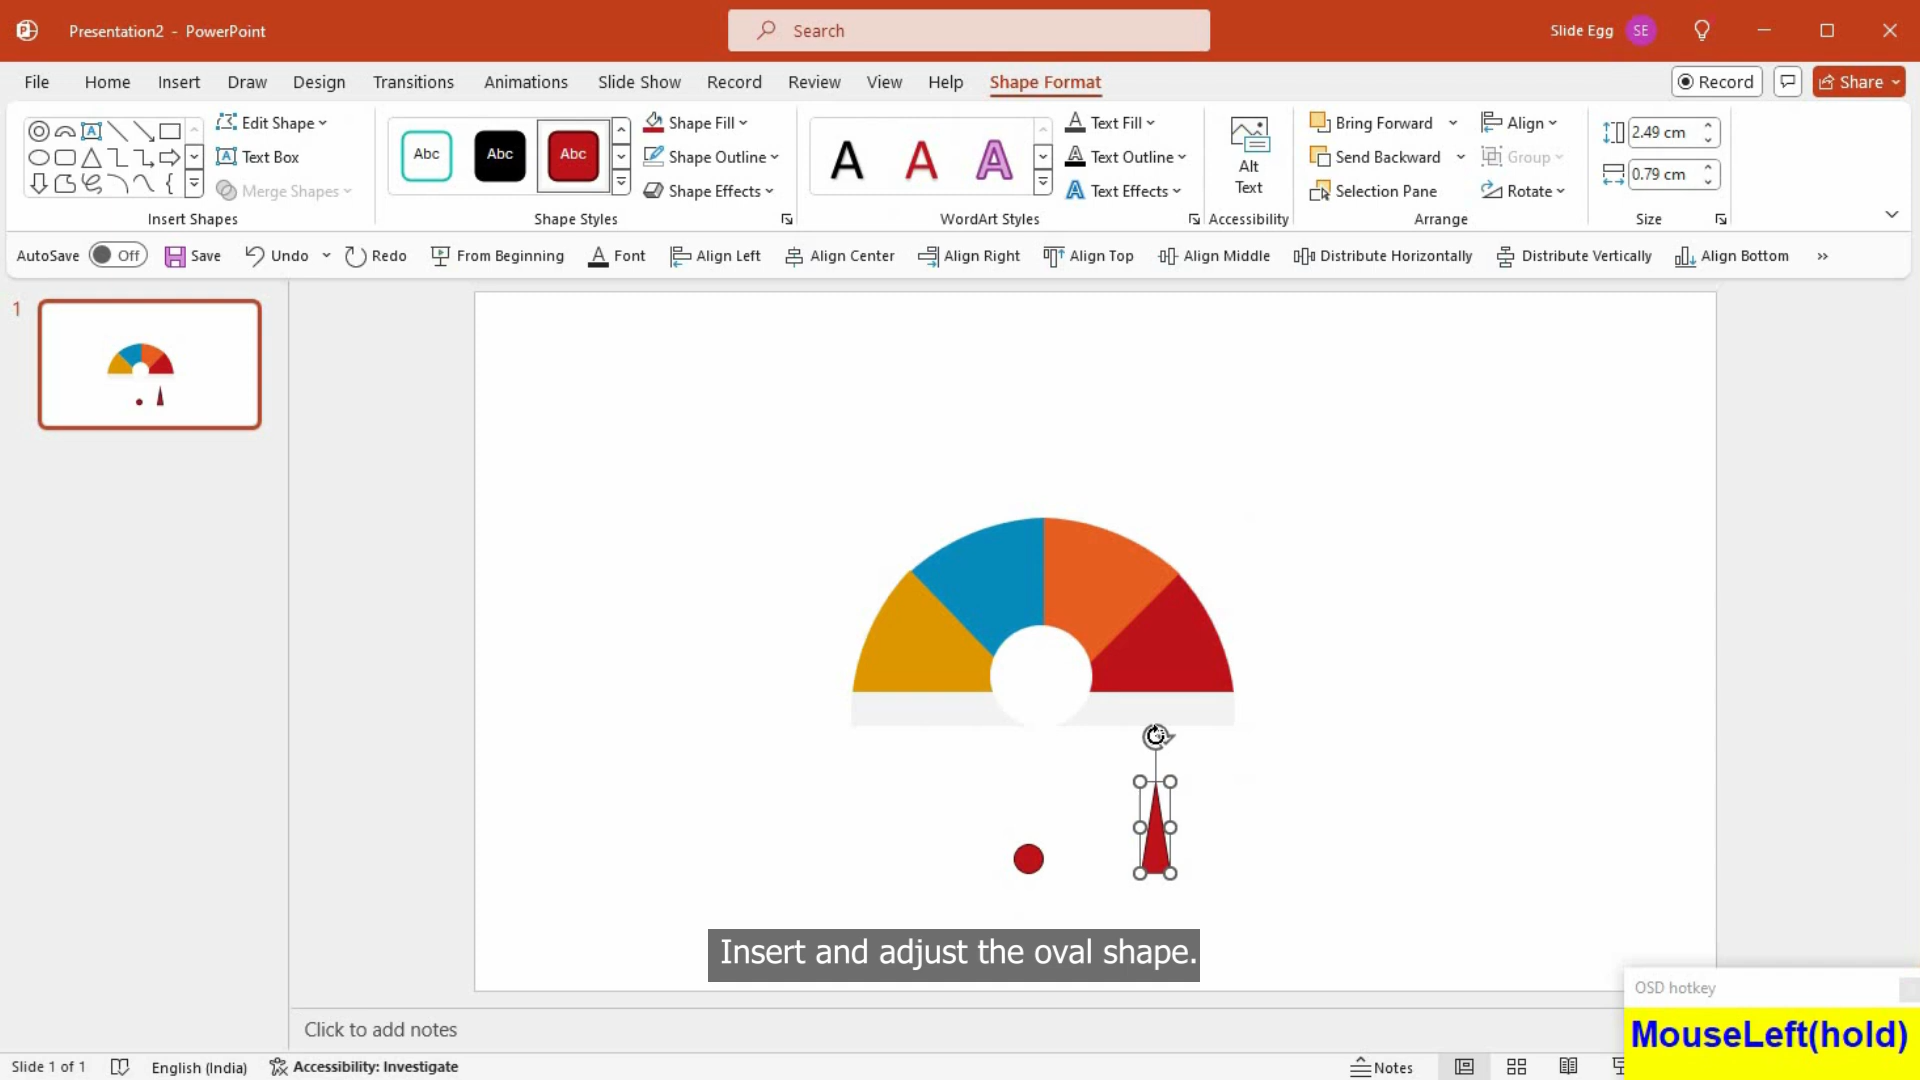 Presentation2 - PowerPoint
Search
Slide Egg
SE
File Home Insert Draw Design Transitions Animations Slide Show Record Review View Help Shape Format
Record
Share
Edit Shape
Text Box
Merge Shapes
Insert Shapes
Abc
Abc
Abc
Shape Fill
Shape Outline
Shape Effects
Shape Styles
A A A
Text Fill
Text Outline
Text Effects
WordArt Styles
Alt
Text
Accessibility
Bring Forward
Send Backward
Selection Pane
Align
Group
Rotate
Arrange
2.49 cm
0.79 cm
Size
AutoSave Off Save Undo Redo From Beginning Font Align Left Align Center Align Right Align Top Align Middle Distribute Horizontally Distribute Vertically Align Bottom
1
Insert and adjust the oval shape.
OSD hotkey
MouseLeft(hold)
Click to add notes
Slide 1 of 1 English (India) Accessibility: Investigate Notes